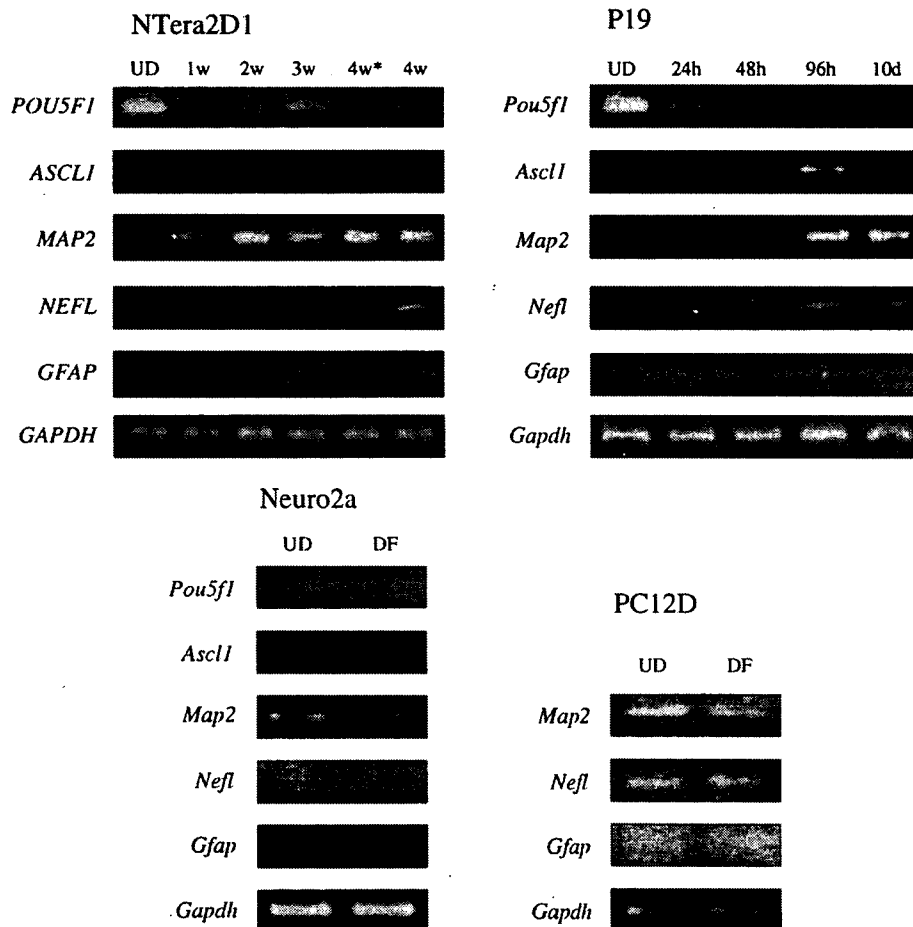 NTera2D1
UD 1w 2w 3w 4w* 4w
POU5F1
ASCL1
MAP2
NEFL
GFAP
GAPDH
P19
UD 24h 48h 96h 10d
Pou5f1
Ascl1
Map2
Nefl
Gfap
Gapdh
Neuro2a
UD DF
Pou5f1
Ascl1
Map2
Nefl
Gfap
Gapdh
PC12D
UD DF
Map2
Nefl
Gfap
Gapdh